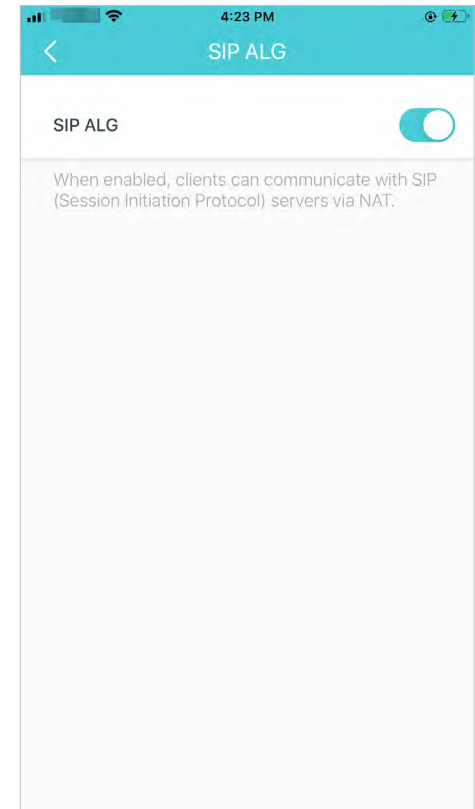 4:23 PM
SIP ALG
SIP ALG
When enabled, clients can communicate with SIP
(Session Initiation Protocol) servers via NAT.